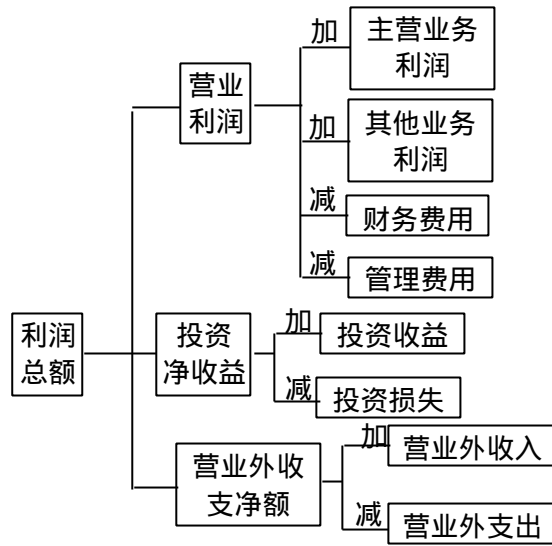 加
主营业务
利润
营业
利润
加
其他业务
利润
减
财务费用
减
管理费用
利润
总额
投资
净收益
加
投资收益
减
投资损失
营业外收
支净额
加
营业外收入
减
营业外支出